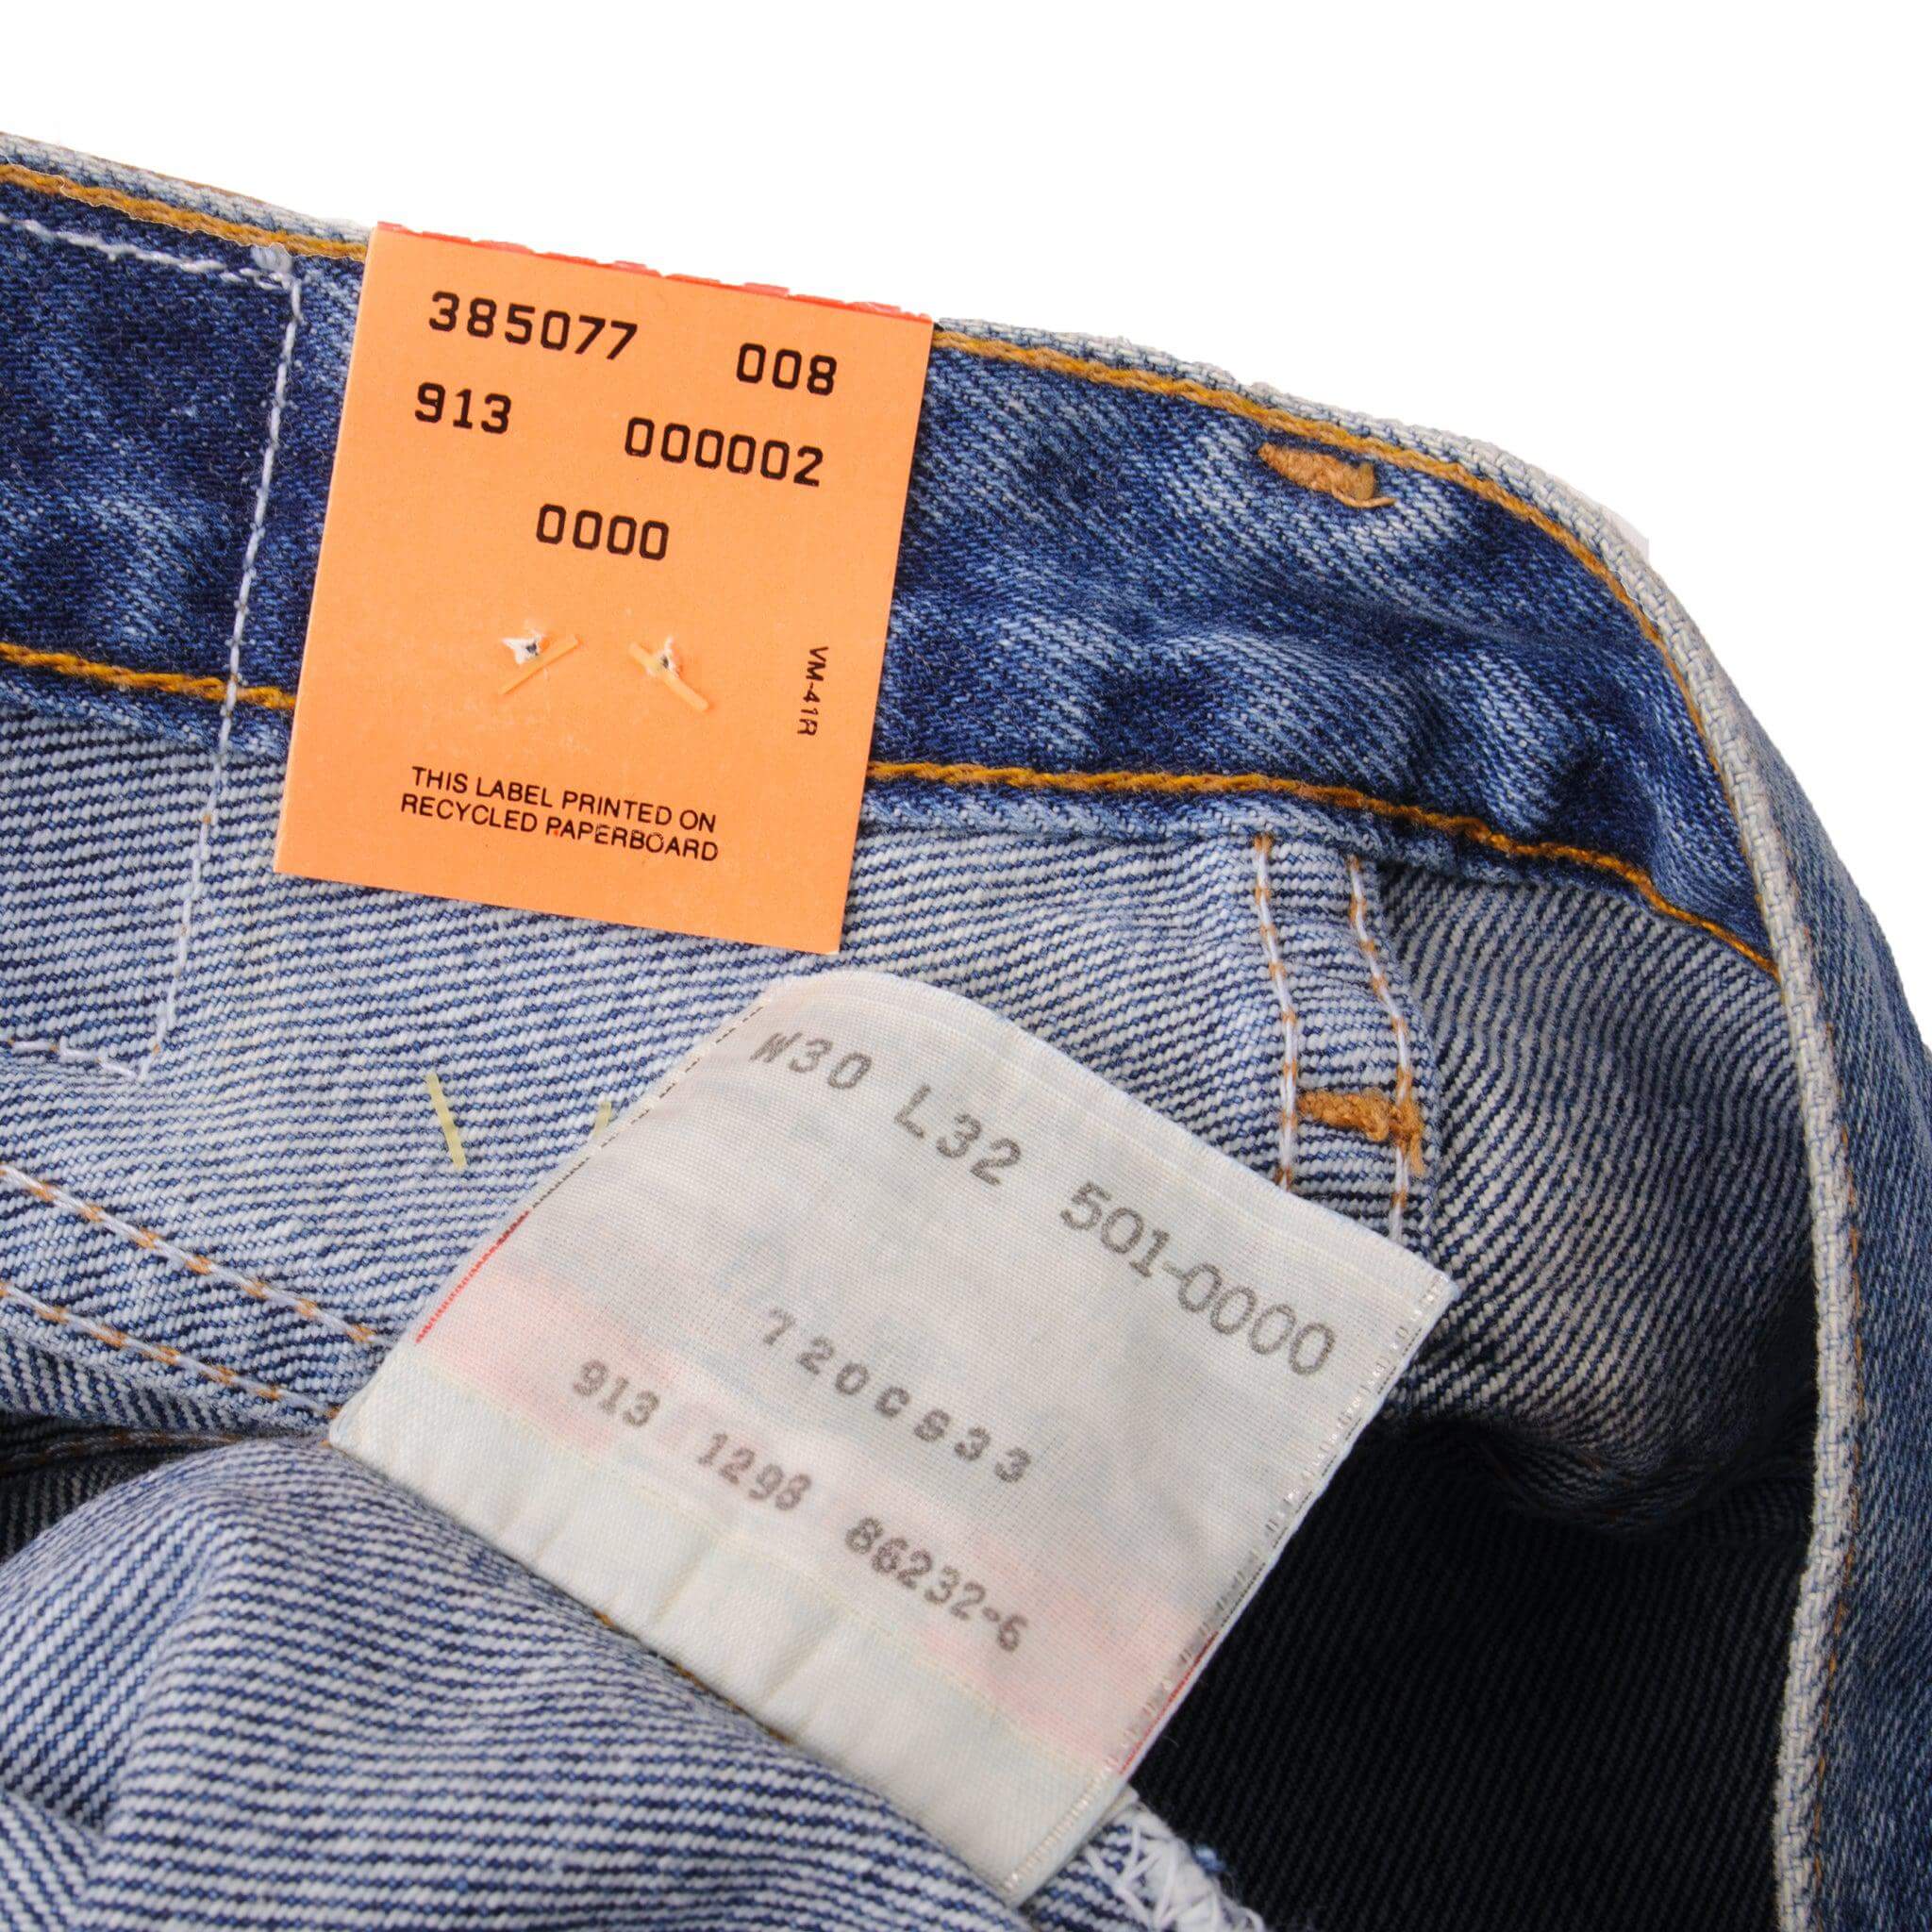 385077 008
913 000002
0000
VM-41R
THIS LABEL PRINTED ON
RECYCLED PAPERBOARD
W30 L32 501-0000
720CS33
913 1298 86232-6